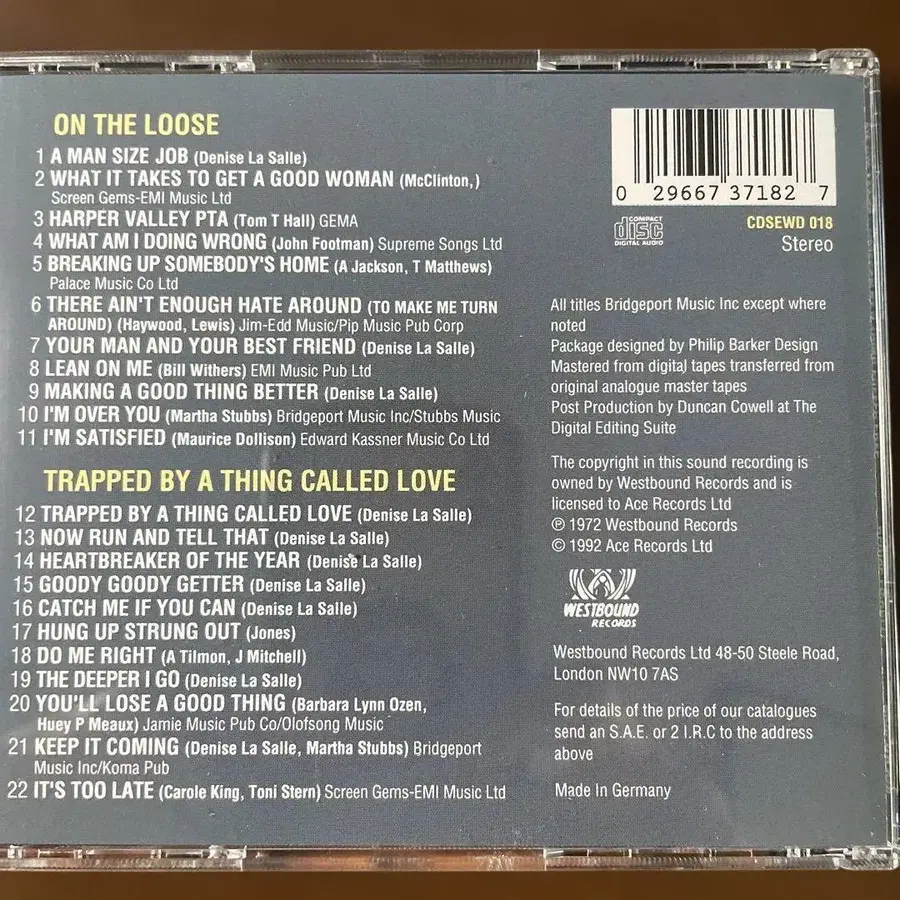 ON THE LOOSE
1 A MAN SIZE JOB (Denise La Salle)
2 WHAT IT TAKES TO GET A GOOD WOMAN (McClinton,)
Screen Gems-EMI Music Ltd
3 HARPER VALLEY PTA (Tom T Hall) GEMA
4 WHAT AM I DOING WRONG (John Footman) Supreme Songs Ltd
5 BREAKING UP SOMEBODY'S HOME (A Jackson, T Matthews)
Palace Music Co Ltd
6 THERE AIN'T ENOUGH HATE AROUND (TO MAKE ME TURN
AROUND) (Haywood, Lewis) Jim-Edd Music/Pip Music Pub Corp
7 YOUR MAN AND YOUR BEST FRIEND (Denise La Salle)
8 LEAN ON ME (Bill Withers) EMI Music Pub Ltd
9 MAKING A GOOD THING BETTER (Denise La Salle)
10 I'M OVER YOU (Martha Stubbs) Bridgeport Music Inc/Stubbs Music
11 I'M SATISFIED (Maurice Dollison) Edward Kassner Music Co Ltd
TRAPPED BY A THING CALLED LOVE
12 TRAPPED BY A THING CALLED LOVE (Denise La Salle)
13 NOW RUN AND TELL THAT (Denise La Salle)
14 HEARTBREAKER OF THE YEAR (Denise La Salle)
15 GOODY GOODY GETTER (Denise La Salle)
16 CATCH ME IF YOU CAN (Denise La Salle)
17 HUNG UP STRUNG OUT (Jones)
18 DO ME RIGHT (A Tilmon, J Mitchell)
19 THE DEEPER I GO (Denise La Salle)
20 YOU'LL LOSE A GOOD THING (Barbara Lynn Ozen,
Huey P Meaux) Jamie Music Pub Co/Olofsong Music
21 KEEP IT COMING (Denise La Salle, Martha Stubbs) Bridgeport
Music Inc/Koma Pub
22 IT'S TOO LATE (Carole King, Toni Stern) Screen Gems-EMI Music Ltd
0 29667 37182 7
COMPACT
disc
DIGITAL AUDIO
CDSEWD 018
Stereo
All titles Bridgeport Music Inc except where
noted
Package designed by Philip Barker Design
Mastered from digital tapes transferred from
original analogue master tapes
Post Production by Duncan Cowell at The
Digital Editing Suite
The copyright in this sound recording is
owned by Westbound Records and is
licensed to Ace Records Ltd
℗ 1972 Westbound Records
© 1992 Ace Records Ltd
WESTBOUND
RECORDS
Westbound Records Ltd 48-50 Steele Road,
London NW10 7AS
For details of the price of our catalogues
send an S.A.E. or 2 I.R.C to the address
above
Made in Germany